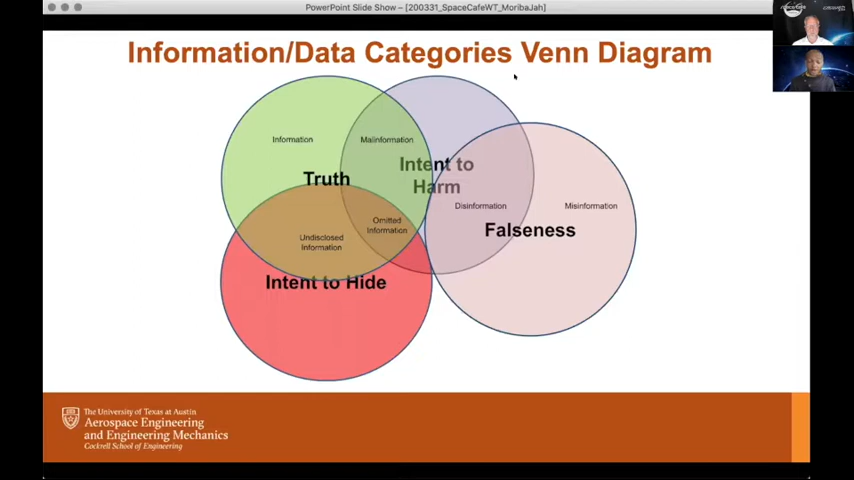 PowerPoint Slide Show – [200331_SpaceCafeWT_MoribaJah]
Information/Data Categories Venn Diagram
Information
Malinformation
Truth
Intent to
Harm
Disinformation
Misinformation
Omitted
Information
Falseness
Undisclosed
Information
Intent to Hide
The University of Texas at Austin
Aerospace Engineering
and Engineering Mechanics
Cockrell School of Engineering